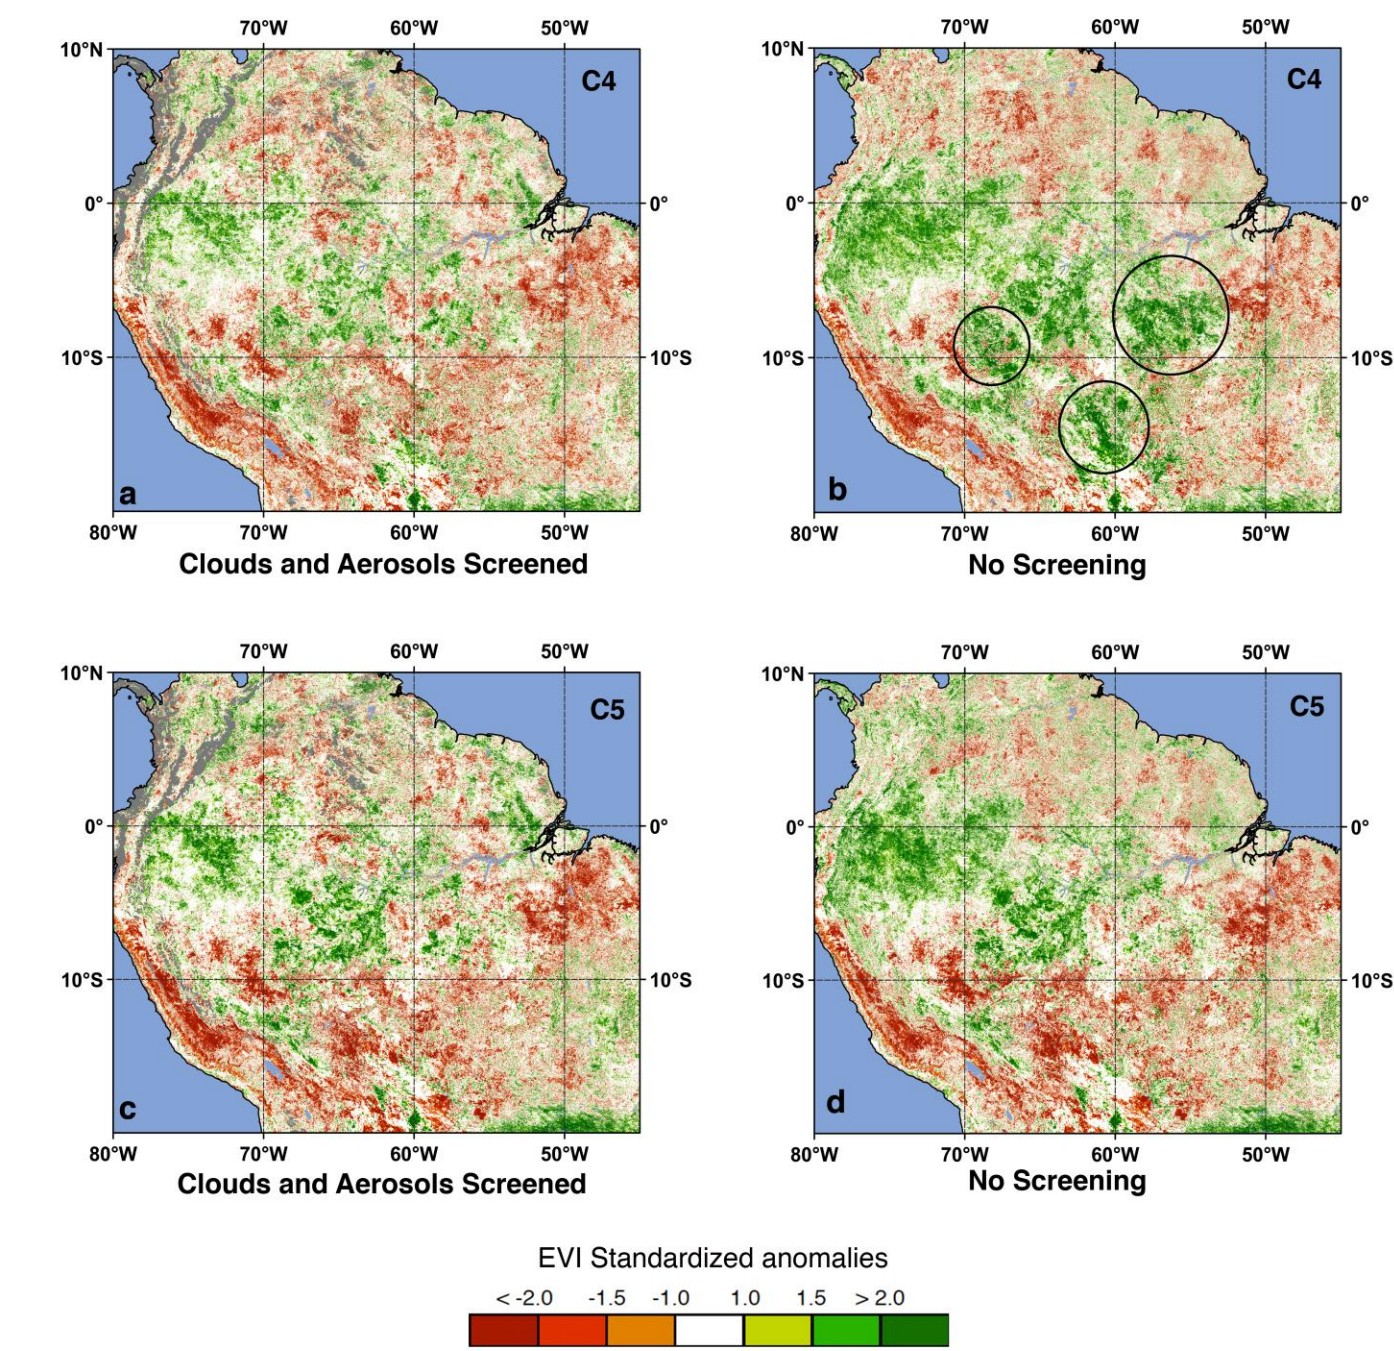 70°W 60°W 50°W 70°W 60°W 50°W
10°N C4 10°N C4
0° 0° 0° 0°
10°S 10°S 10°S 10°S
a b
80°W 70°W 60°W 50°W 80°W 70°W 60°W 50°W
Clouds and Aerosols Screened No Screening
70°W 60°W 50°W 70°W 60°W 50°W
10°N C5 10°N C5
0° 0° 0° 0°
10°S 10°S 10°S 10°S
c d
80°W 70°W 60°W 50°W 80°W 70°W 60°W 50°W
Clouds and Aerosols Screened No Screening
EVI Standardized anomalies
< -2.0 -1.5 -1.0 1.0 1.5 > 2.0